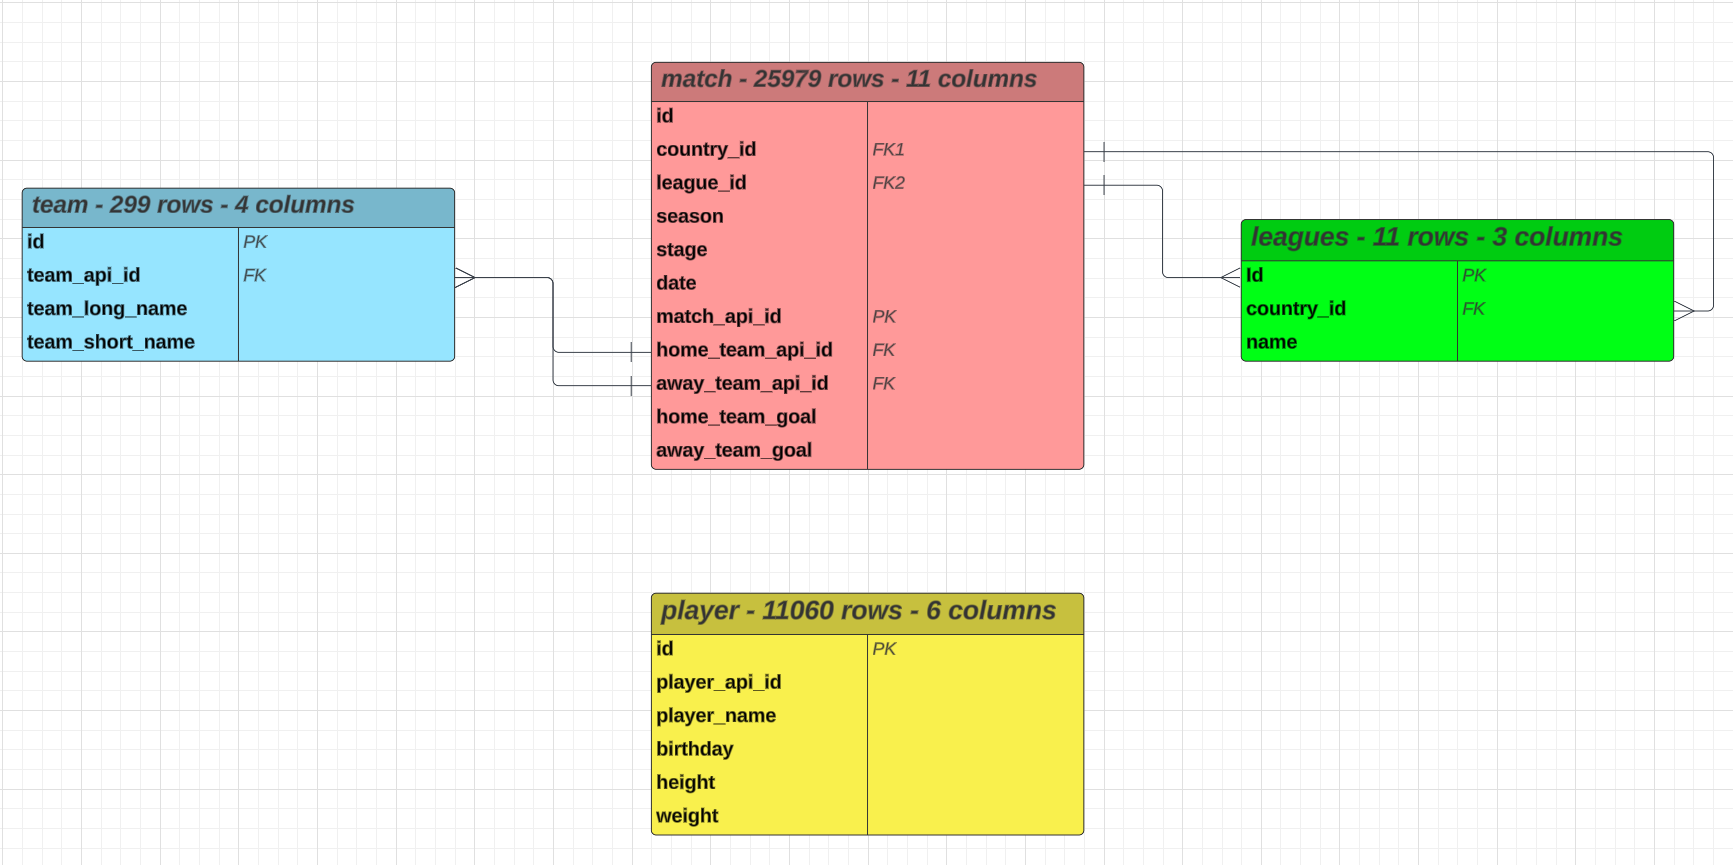 match - 25979 rows - 11 columns
id
country_id FK1
league_id FK2
season
stage
date
match_api_id PK
home_team_api_id FK
away_team_api_id FK
home_team_goal
away_team_goal
team - 299 rows - 4 columns
id PK
team_api_id FK
team_long_name
team_short_name
leagues - 11 rows - 3 columns
Id PK
country_id FK
name
player - 11060 rows - 6 columns
id PK
player_api_id
player_name
birthday
height
weight